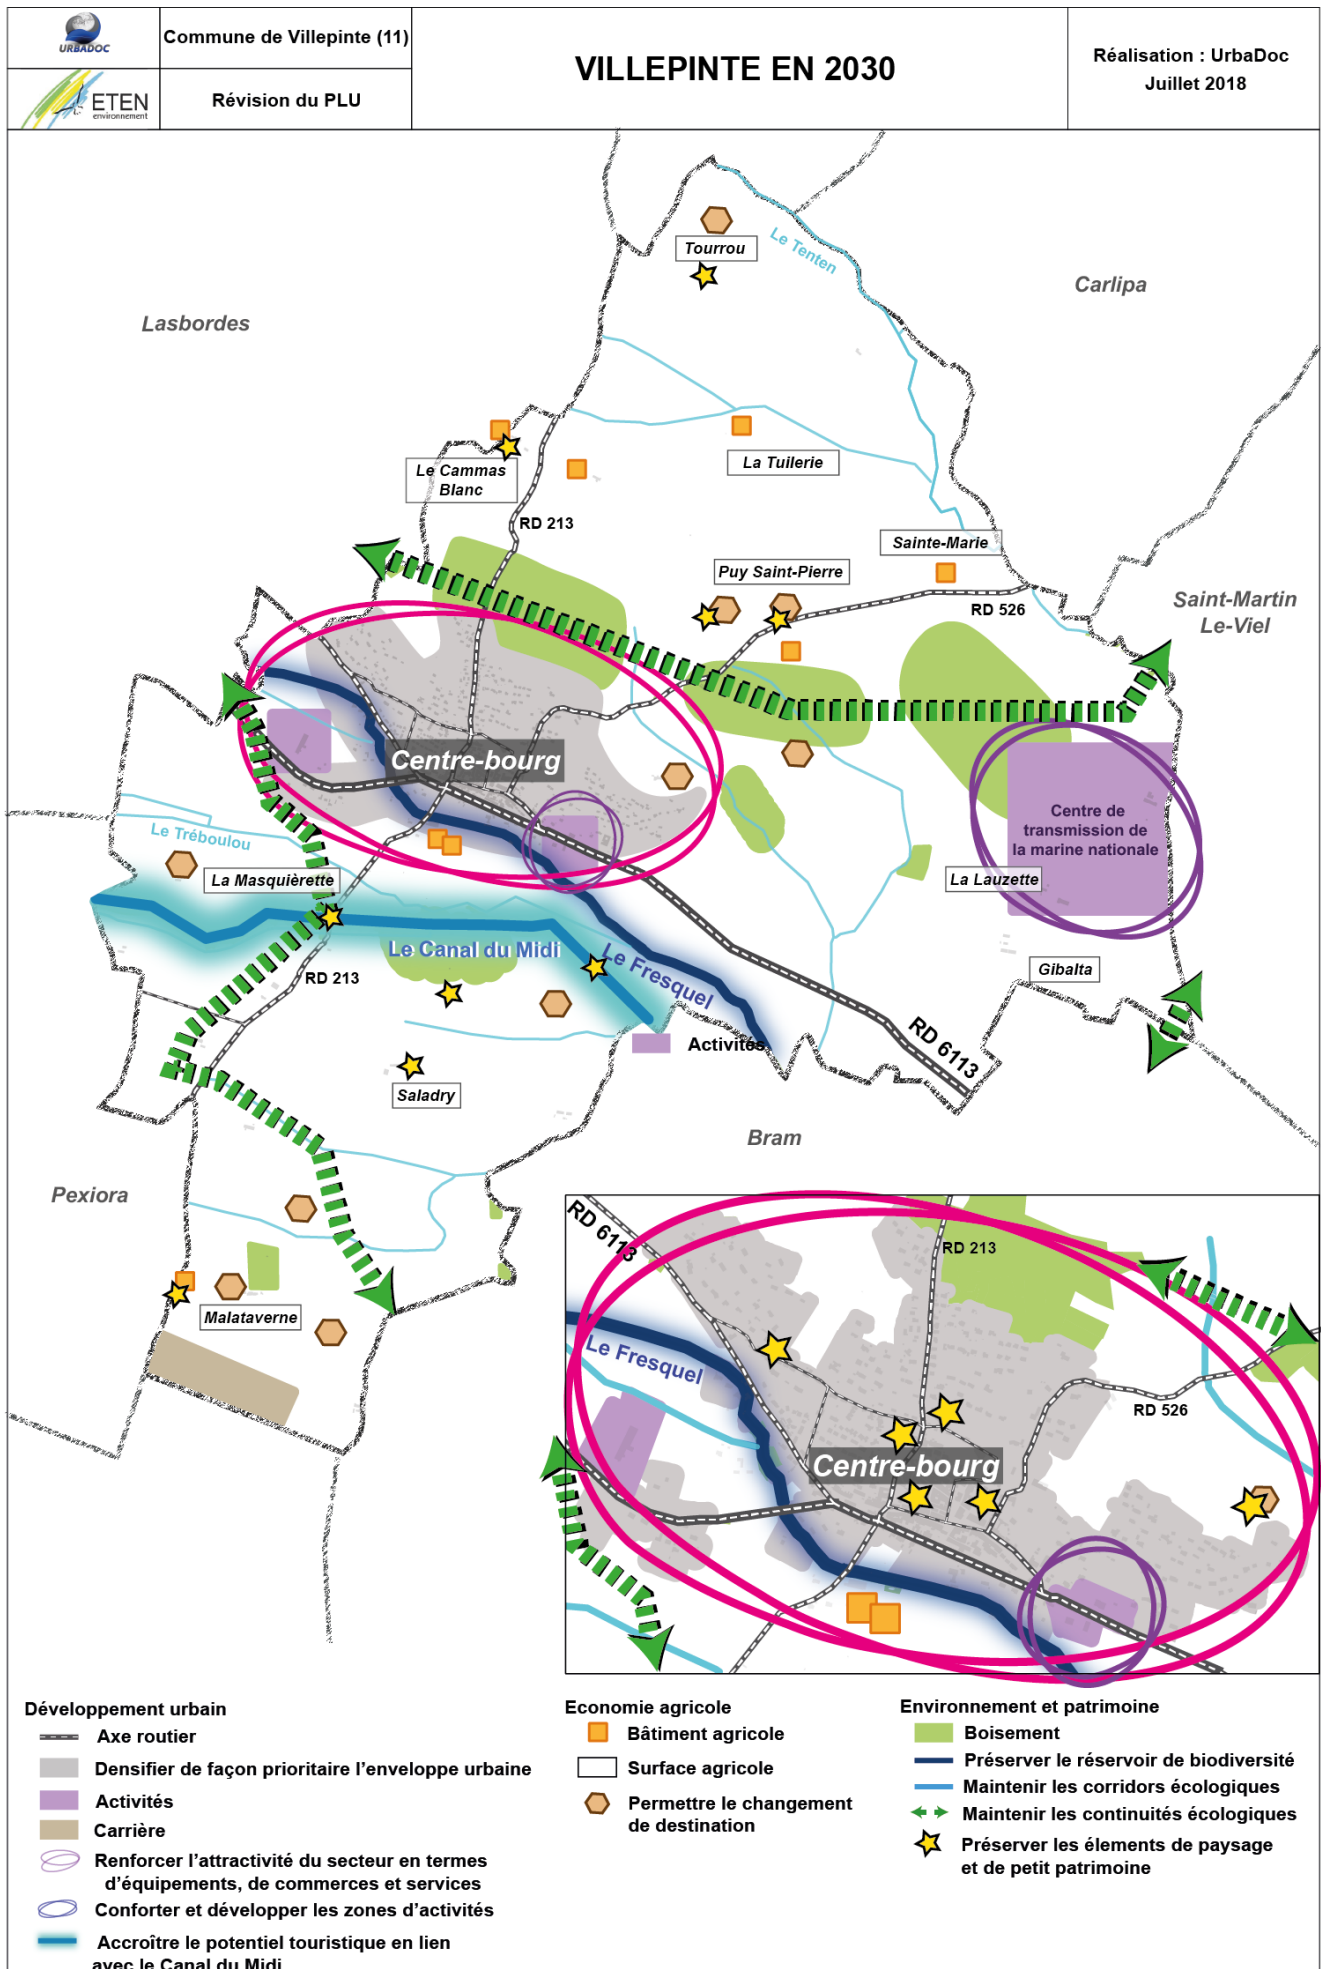 URBADOC
Commune de Villepinte (11)
ETEN
environnement
Révision du PLU
VILLEPINTE EN 2030
Réalisation : UrbaDoc
Juillet 2018
Tourrou
Le Tenten
Carlipa
Lasbordes
La Tuilerie
Le Cammas
Blanc
RD 213
Sainte-Marie
Puy Saint-Pierre
RD 526
Saint-Martin
Le-Viel
Centre-bourg
Centre de
transmission de
la marine nationale
Le Tréboulou
La Masquièrette
La Lauzette
Le Canal du Midi
Le Fresquel
RD 213
Gibalta
Activités
RD 6113
Saladry
Bram
Pexiora
Malataverne
RD 6113
RD 213
Le Fresquel
RD 526
Centre-bourg
Développement urbain
Axe routier
Densifier de façon prioritaire l'enveloppe urbaine
Activités
Carrière
Renforcer l'attractivité du secteur en termes
d'équipements, de commerces et services
Conforter et développer les zones d'activités
Accroître le potentiel touristique en lien
avec le Canal du Midi
Economie agricole
Bâtiment agricole
Surface agricole
Permettre le changement
de destination
Environnement et patrimoine
Boisement
Préserver le réservoir de biodiversité
Maintenir les corridors écologiques
Maintenir les continuités écologiques
Préserver les élements de paysage
et de petit patrimoine